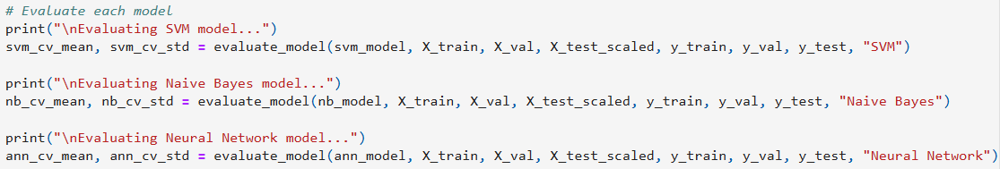 # Evaluate each model
print("\nEvaluating SVM model...")
svm_cv_mean, svm_cv_std = evaluate_model(svm_model, X_train, X_val, X_test_scaled, y_train, y_val, y_test, "SVM")
print("\nEvaluating Naive Bayes model...")
nb_cv_mean, nb_cv_std = evaluate_model(nb_model, X_train, X_val, X_test_scaled, y_train, y_val, y_test, "Naive Bayes")
print("\nEvaluating Neural Network model...")
ann_cv_mean, ann_cv_std = evaluate_model(ann_model, X_train, X_val, X_test_scaled, y_train, y_val, y_test, "Neural Network")